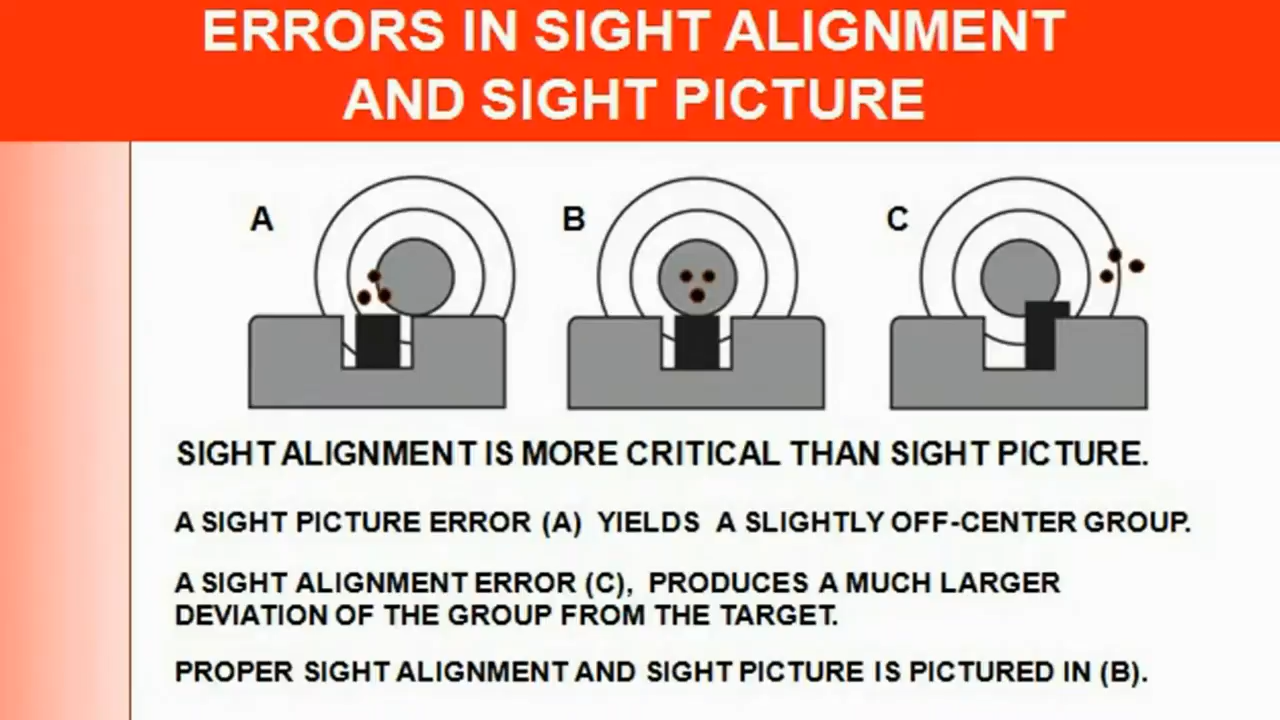 ERRORS IN SIGHT ALIGNMENT
AND SIGHT PICTURE
A
B
C
SIGHT ALIGNMENT IS MORE CRITICAL THAN SIGHT PICTURE.
A SIGHT PICTURE ERROR (A) YIELDS A SLIGHTLY OFF-CENTER GROUP.
A SIGHT ALIGNMENT ERROR (C), PRODUCES A MUCH LARGER
DEVIATION OF THE GROUP FROM THE TARGET.
PROPER SIGHT ALIGNMENT AND SIGHT PICTURE IS PICTURED IN (B).